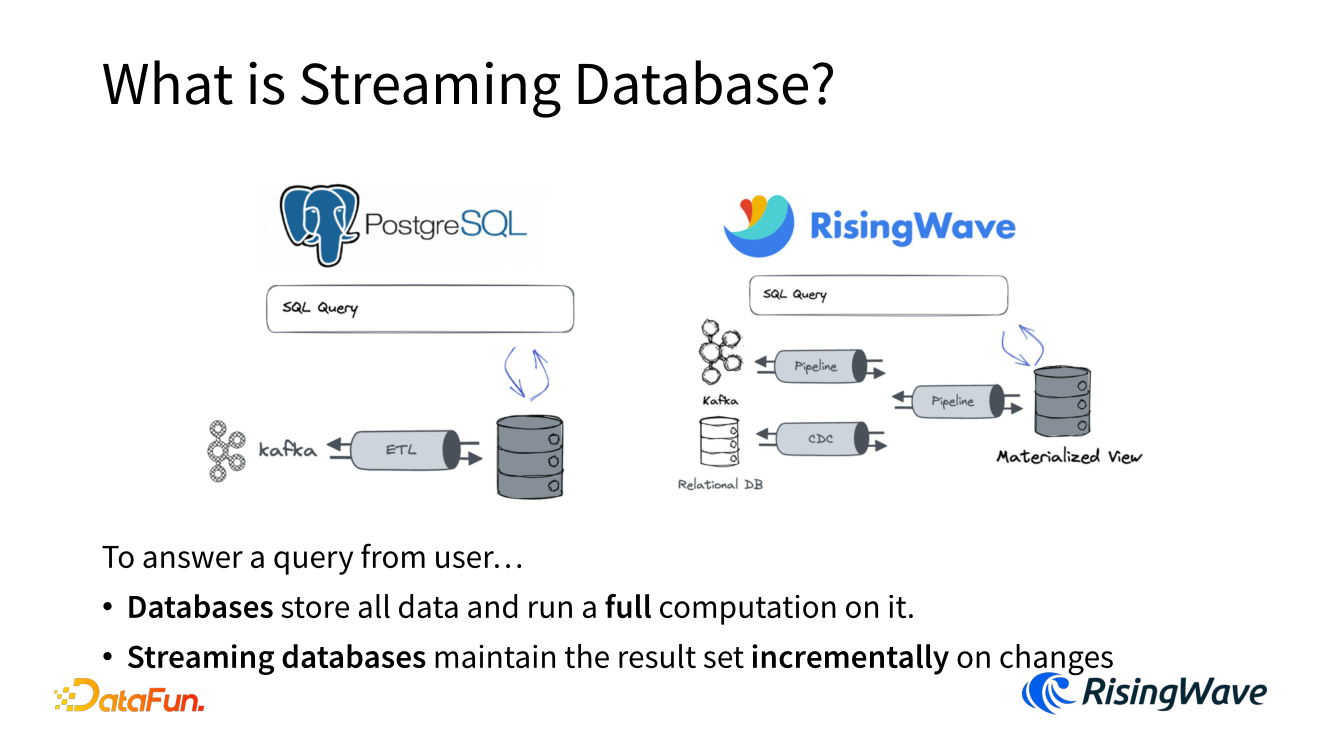 What is Streaming Database?
PostgreSQL
SQL Query
kafka
ETL
RisingWave
SQL Query
Kafka
Pipeline
Pipeline
CDC
Relational DB
Materialized View
To answer a query from user…
• Databases store all data and run a full computation on it.
• Streaming databases maintain the result set incrementally on changes
DataFun.
RisingWave